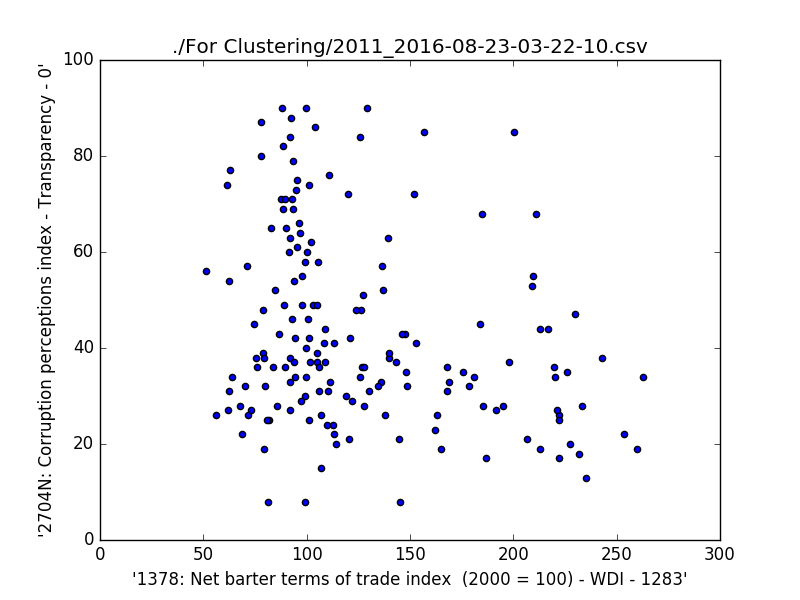 ./For Clustering/2011_2016-08-23-03-22-10.csv
'2704N: Corruption perceptions index - Transparency - 0'
100
80
60
40
20
0
0 50 100 150 200 250 300
'1378: Net barter terms of trade index  (2000 = 100) - WDI - 1283'